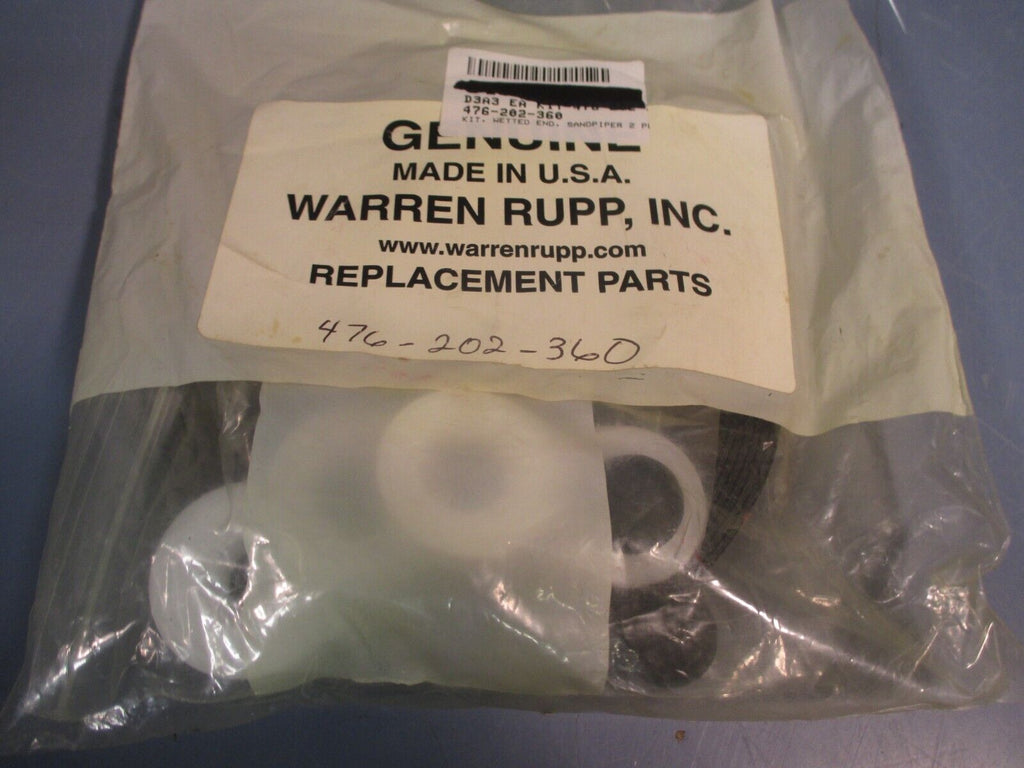 D3A3 EA KIT
476-202-360
KIT, WETTED END, SANDPIPER 2
GENUINE
MADE IN U.S.A.
WARREN RUPP, INC.
www.warrenrupp.com
REPLACEMENT PARTS
476-202-360